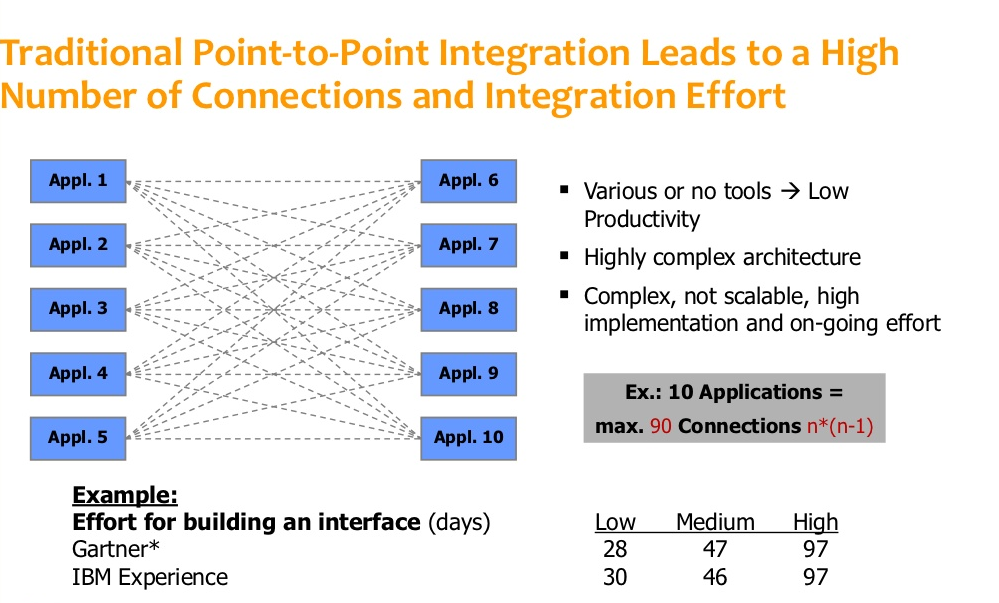 Traditional Point-to-Point Integration Leads to a High
Number of Connections and Integration Effort
Appl. 1
Appl. 2
Appl. 3
Appl. 4
Appl. 5
Appl. 6
Appl. 7
Appl. 8
Appl. 9
Appl. 10
▪ Various or no tools → Low
Productivity
▪ Highly complex architecture
▪ Complex, not scalable, high
implementation and on-going effort
Ex.: 10 Applications =
max. 90 Connections n*(n-1)
Example:
Effort for building an interface (days) Low Medium High
Gartner* 28 47 97
IBM Experience 30 46 97